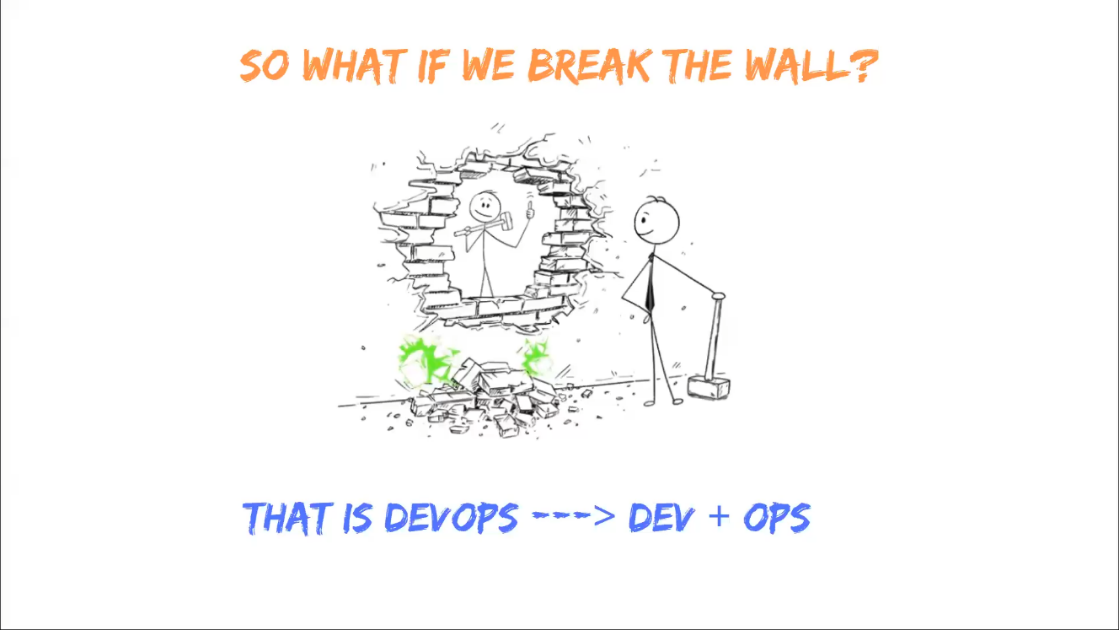 SO WHAT IF WE BREAK THE WALL?
THAT IS DEVOPS ---> DEV + OPS